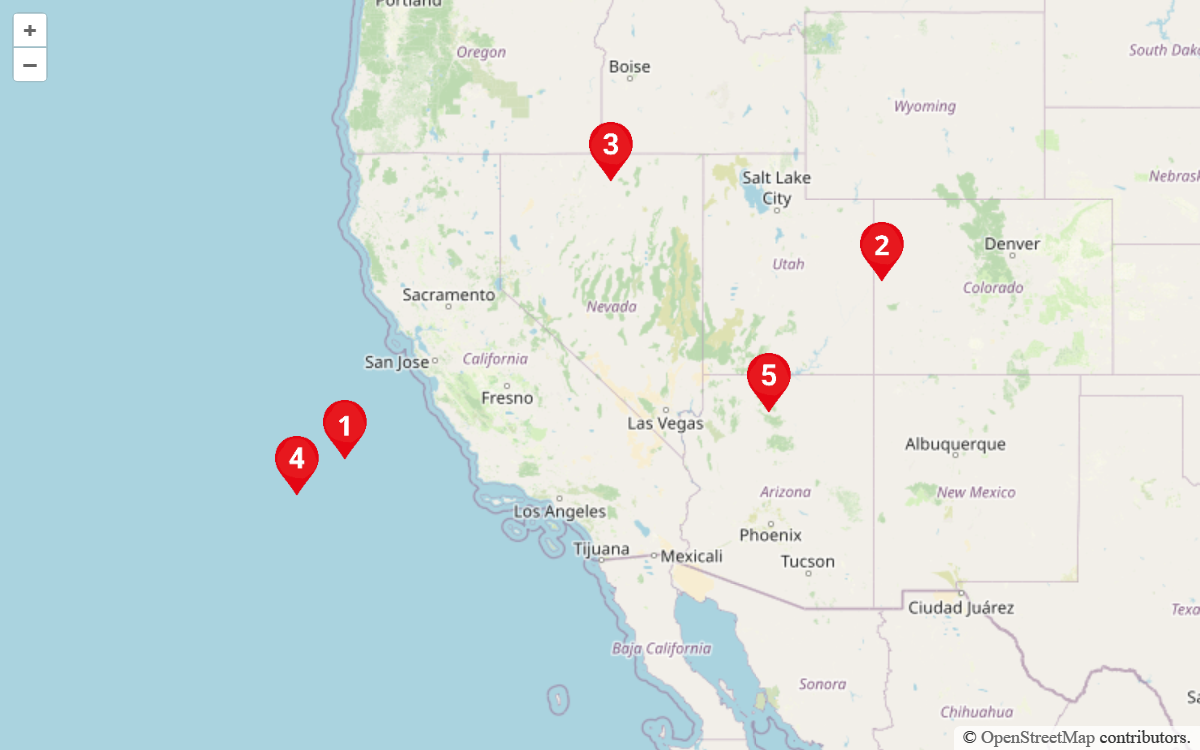 Portland
+
−
Oregon
Boise
South Dak
Wyoming
3
Salt Lake
City
Nebrask
2
Denver
Utah
Colorado
Sacramento
Nevada
San Jose
California
5
Fresno
1
Las Vegas
4
Albuquerque
Arizona
New Mexico
Los Angeles
Phoenix
Tijuana
Mexicali
Tucson
Ciudad Juárez
Texa
Baja California
Sonora
Sa
Chihuahua
© OpenStreetMap contributors.